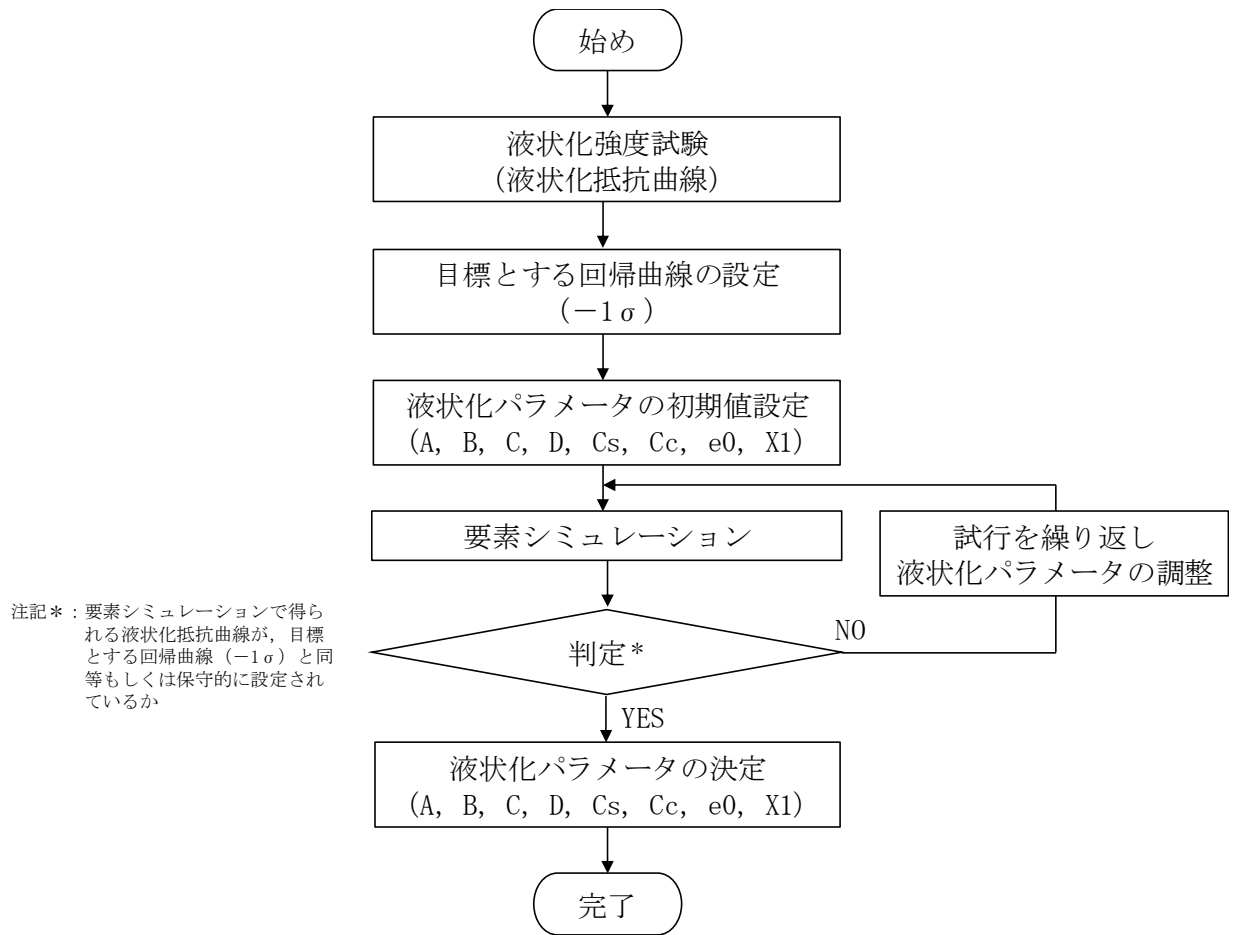 始め
液状化強度試験
(液状化抵抗曲線)
目標とする回帰曲線の設定
(－1σ)
液状化パラメータの初期値設定
(A, B, C, D, Cs, Cc, e0, X1)
要素シミュレーション
試行を繰り返し
液状化パラメータの調整
注記＊：要素シミュレーションで得ら
れる液状化抵抗曲線が，目標
とする回帰曲線（－1σ）と同
等もしくは保守的に設定され
ているか
判定*
NO
YES
液状化パラメータの決定
(A, B, C, D, Cs, Cc, e0, X1)
完了